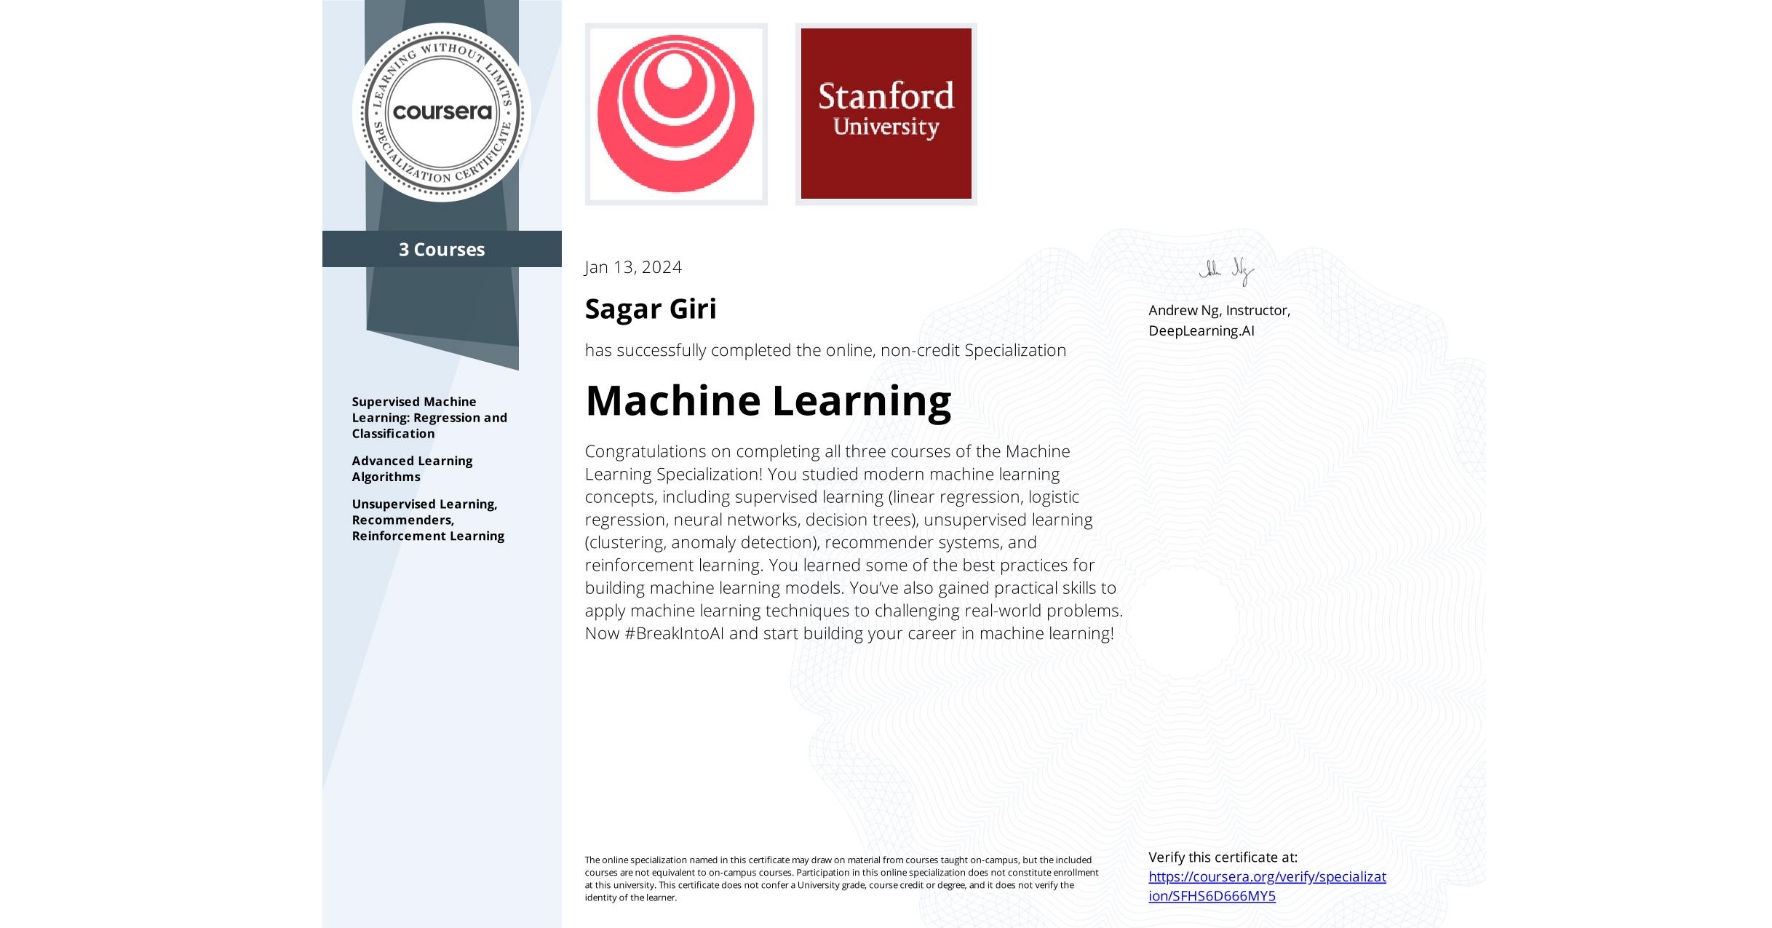 LEARNING WITHOUT LIMITS
coursera
SPECIALIZATION CERTIFICATE
3 Courses
Supervised Machine
Learning: Regression and
Classification
Advanced Learning
Algorithms
Unsupervised Learning,
Recommenders,
Reinforcement Learning
Stanford
University
Jan 13, 2024
Sagar Giri
has successfully completed the online, non-credit Specialization
Machine Learning
Congratulations on completing all three courses of the Machine
Learning Specialization! You studied modern machine learning
concepts, including supervised learning (linear regression, logistic
regression, neural networks, decision trees), unsupervised learning
(clustering, anomaly detection), recommender systems, and
reinforcement learning. You learned some of the best practices for
building machine learning models. You’ve also gained practical skills to
apply machine learning techniques to challenging real-world problems.
Now #BreakIntoAI and start building your career in machine learning!
Andrew Ng, Instructor,
DeepLearning.AI
The online specialization named in this certificate may draw on material from courses taught on-campus, but the included
courses are not equivalent to on-campus courses. Participation in this online specialization does not constitute enrollment
at this university. This certificate does not confer a University grade, course credit or degree, and it does not verify the
identity of the learner.
Verify this certificate at:
https://coursera.org/verify/specializat
ion/SFHS6D666MY5